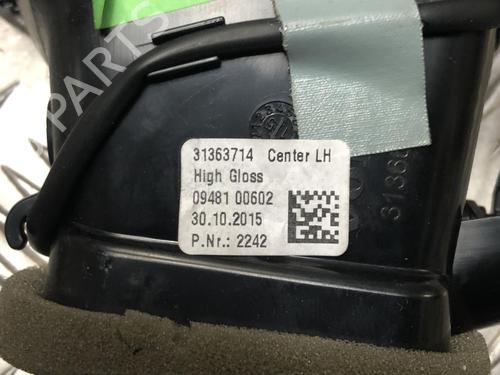 PARTS
31363714 Center LH
High Gloss
09481 00602
30.10.2015
P.Nr.: 2242